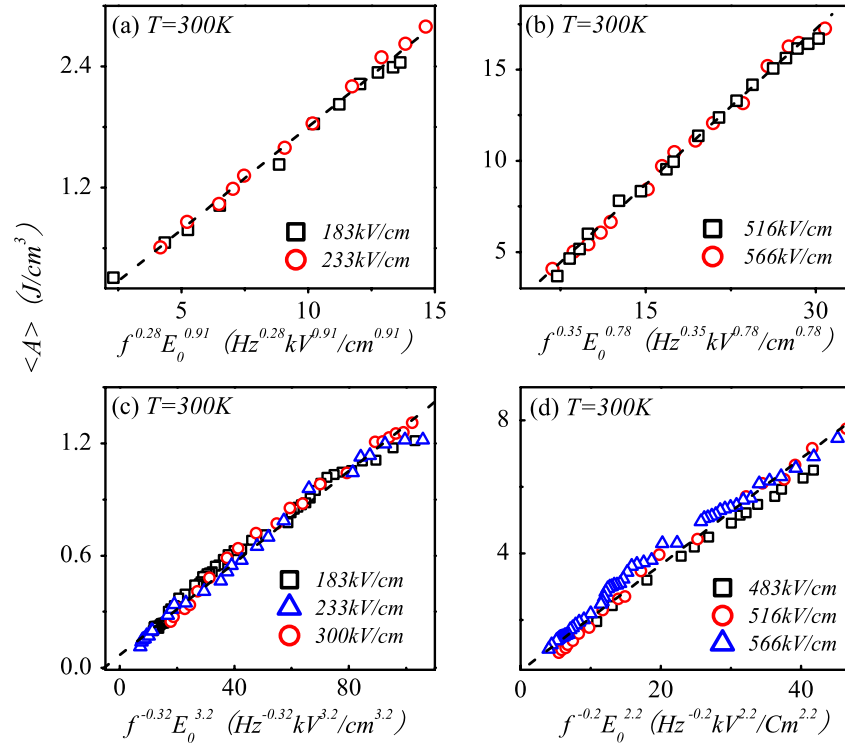 (a) T=300K
2.4
1.2
183kV/cm
233kV/cm
5 10 15
f^0.28 E_0^0.91 (Hz^0.28 kV^0.91/cm^0.91)
(b) T=300K
15
10
5
516kV/cm
566kV/cm
15 30
f^0.35 E_0^0.78 (Hz^0.35 kV^0.78/cm^0.78)
<A> (J/cm^3)
(c) T=300K
1.2
0.6
0.0
183kV/cm
233kV/cm
300kV/cm
0 40 80
f^-0.32 E_0^3.2 (Hz^-0.32 kV^3.2/cm^3.2)
(d) T=300K
8
4
483kV/cm
516kV/cm
566kV/cm
0 20 40
f^-0.2 E_0^2.2 (Hz^-0.2 kV^2.2/Cm^2.2)